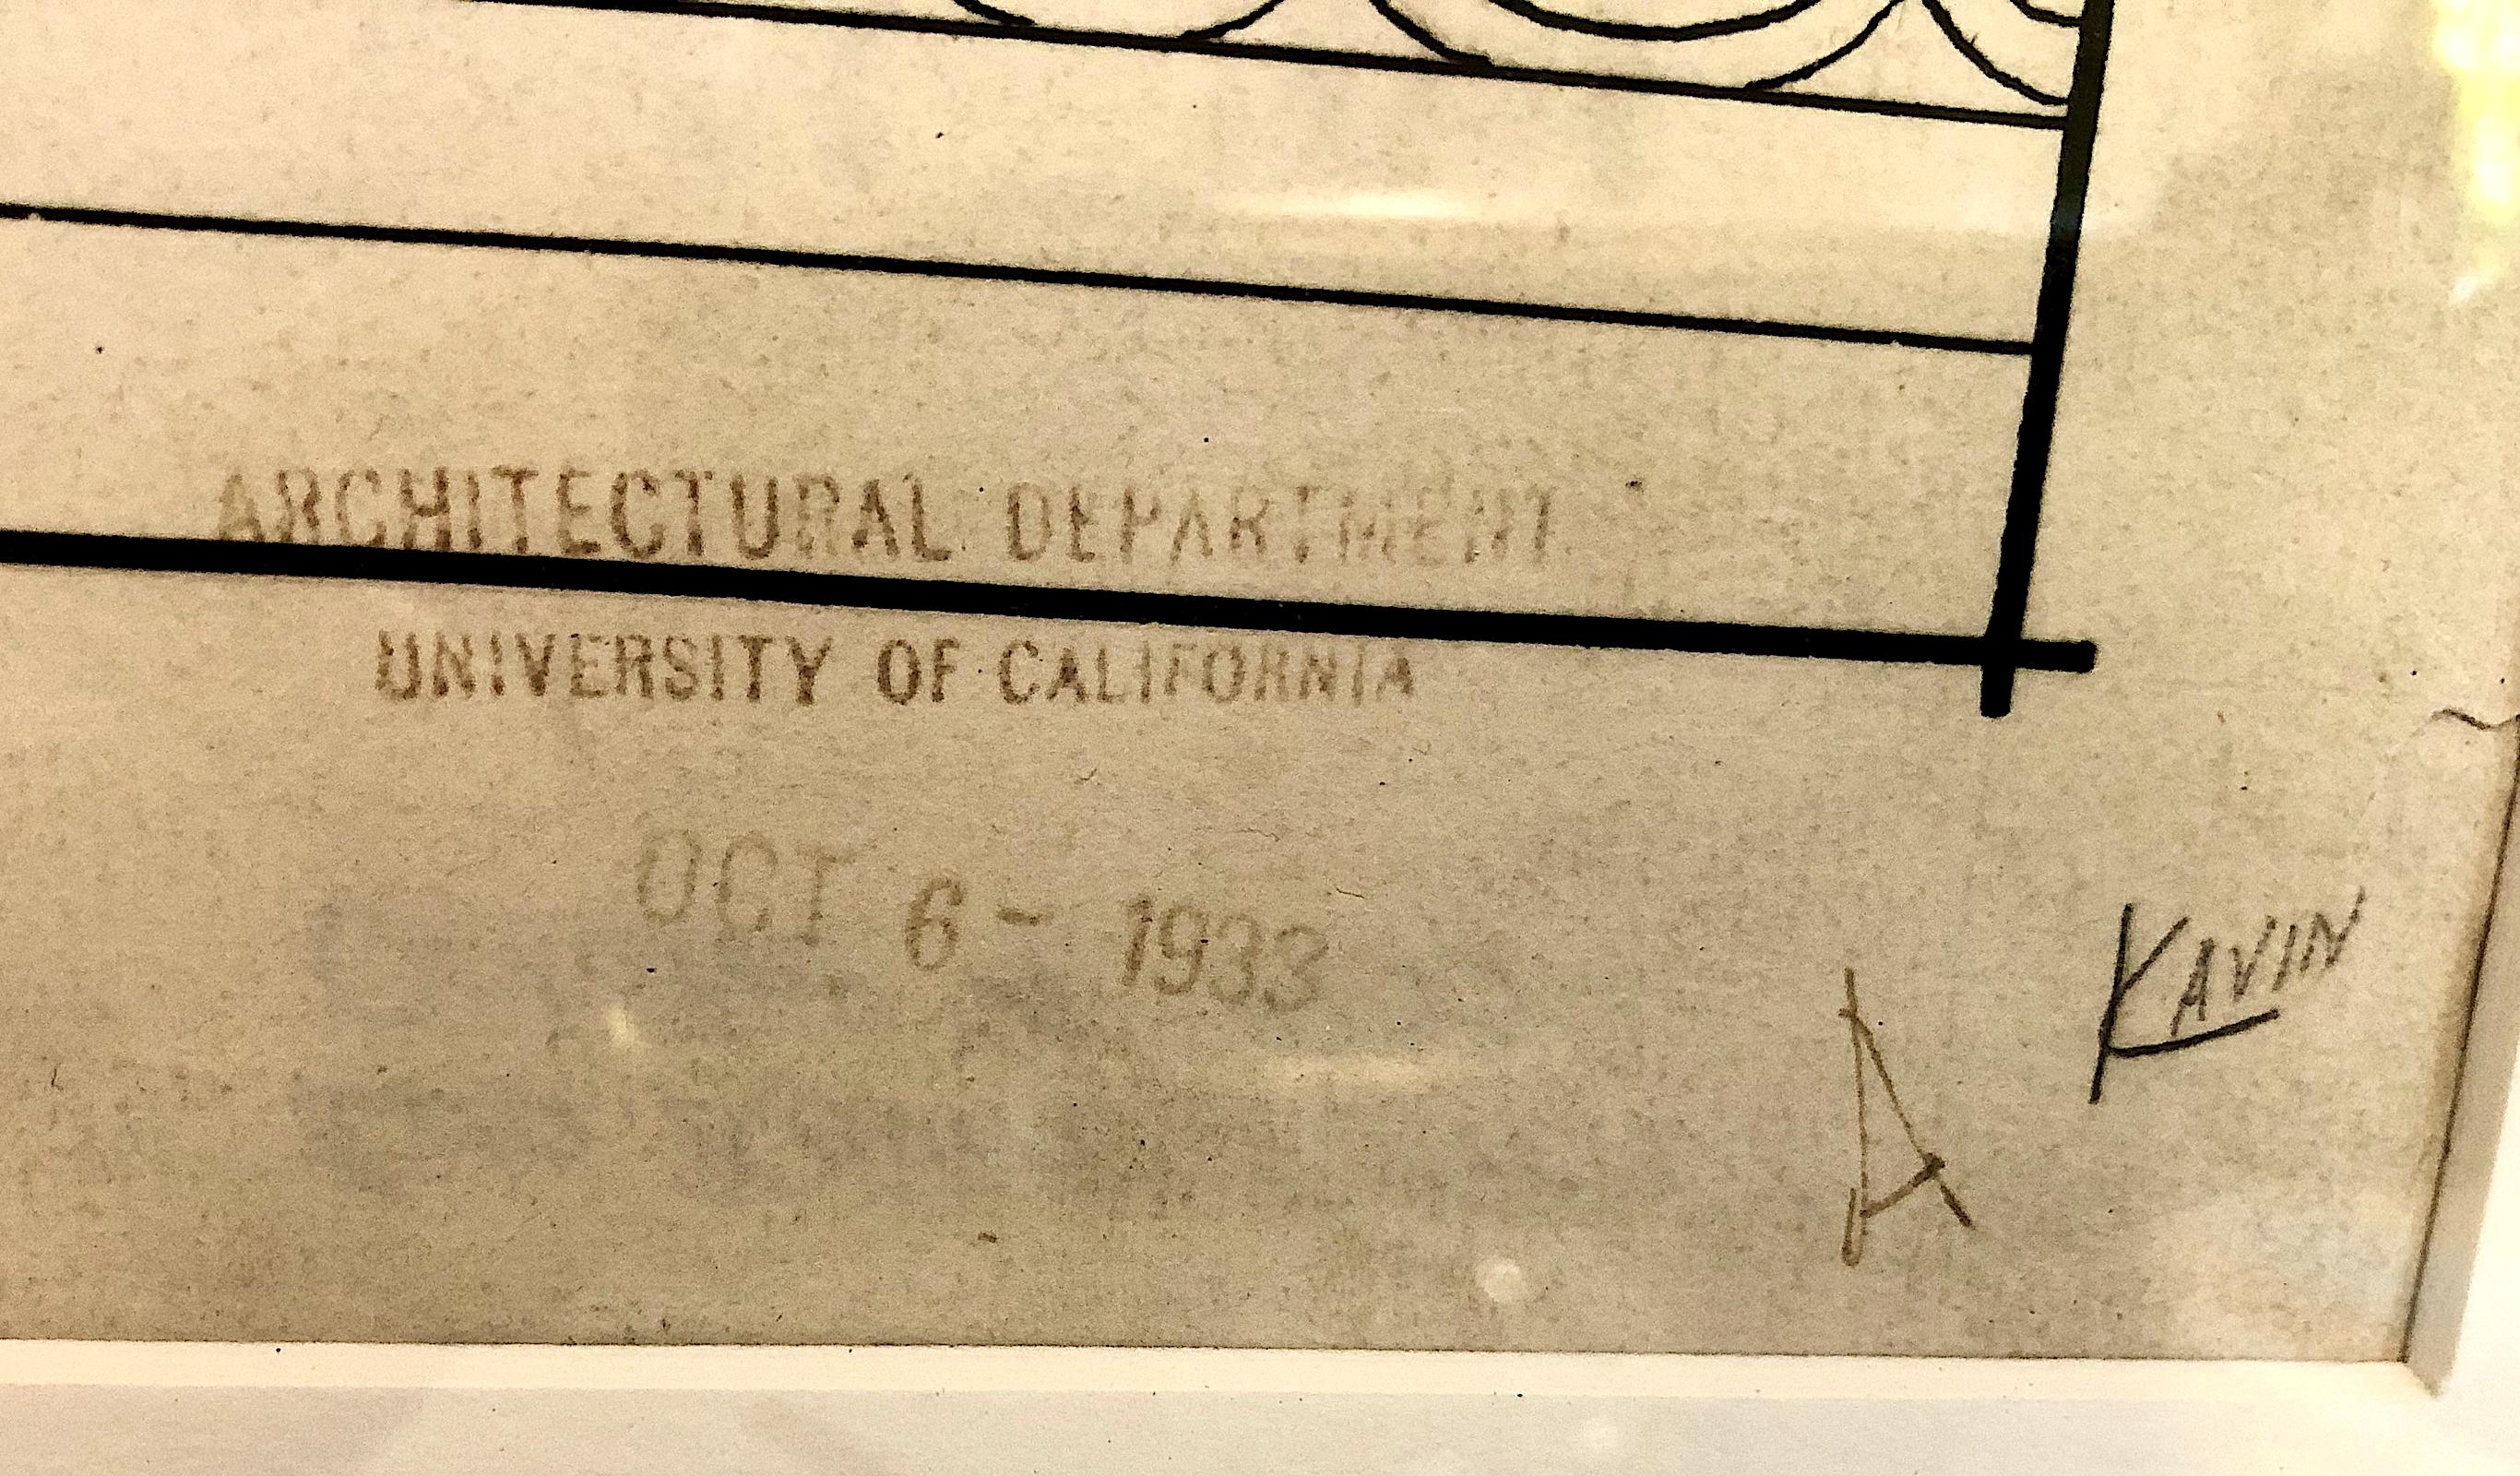 ARCHITECTURAL DEPARTMENT
UNIVERSITY OF CALIFORNIA
OCT 6 - 1933
KAVIN
A